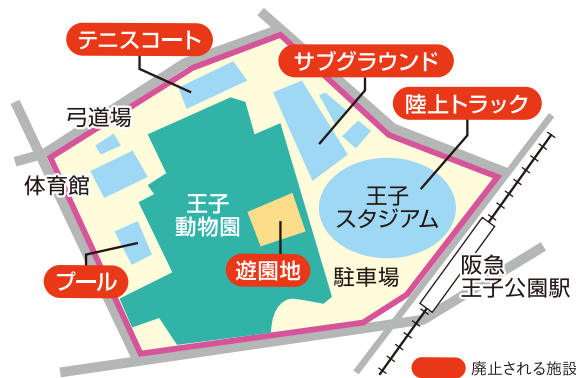 テニスコート
サブグラウンド
陸上トラック
弓道場
体育館
王子
動物園
王子
スタジアム
プール
遊園地
駐車場
阪急
王子公園駅
廃止される施設